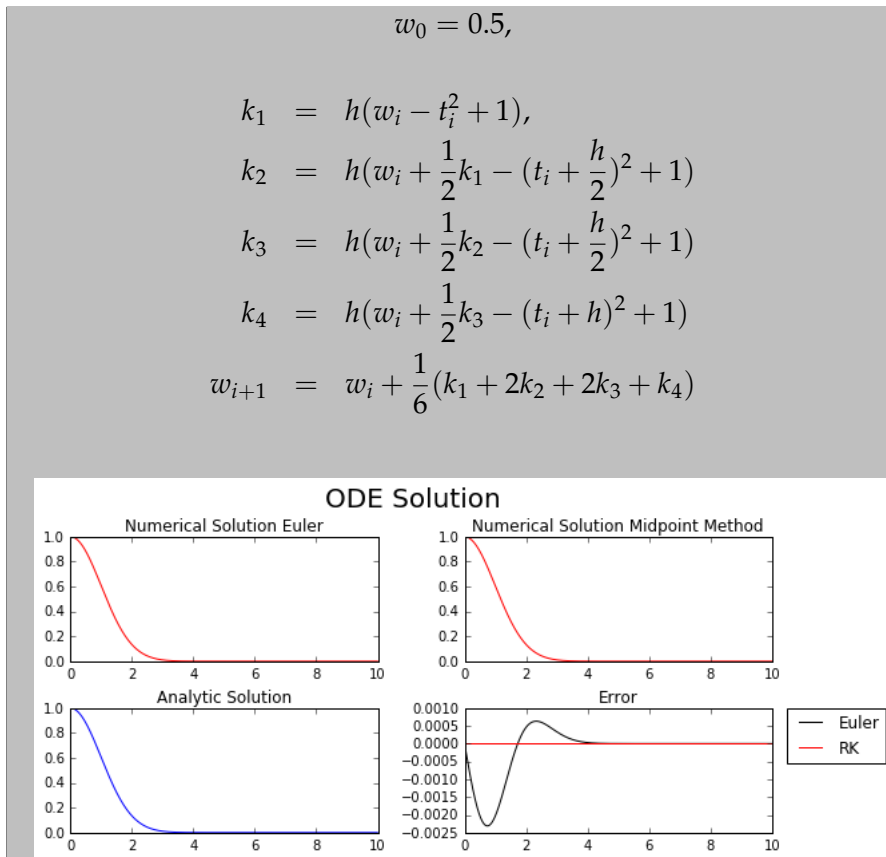 w_0 = 0.5,
k_1 = h(w_i − t_i^2 + 1),
k_2 = h(w_i + \frac{1}{2}k_1 − (t_i + \frac{h}{2})^2 + 1)
k_3 = h(w_i + \frac{1}{2}k_2 − (t_i + \frac{h}{2})^2 + 1)
k_4 = h(w_i + \frac{1}{2}k_3 − (t_i + h)^2 + 1)
w_{i+1} = w_i + \frac{1}{6}(k_1 + 2k_2 + 2k_3 + k_4)
ODE Solution
Numerical Solution Euler
1.0
0.8
0.6
0.4
0.2
0.0
0 2 4 6 8 10
Numerical Solution Midpoint Method
1.0
0.8
0.6
0.4
0.2
0.0
0 2 4 6 8 10
Analytic Solution
1.0
0.8
0.6
0.4
0.2
0.0
0 2 4 6 8 10
Error
0.0010
0.0005
0.0000
−0.0005
−0.0010
−0.0015
−0.0020
−0.0025
0 2 4 6 8 10
Euler
RK